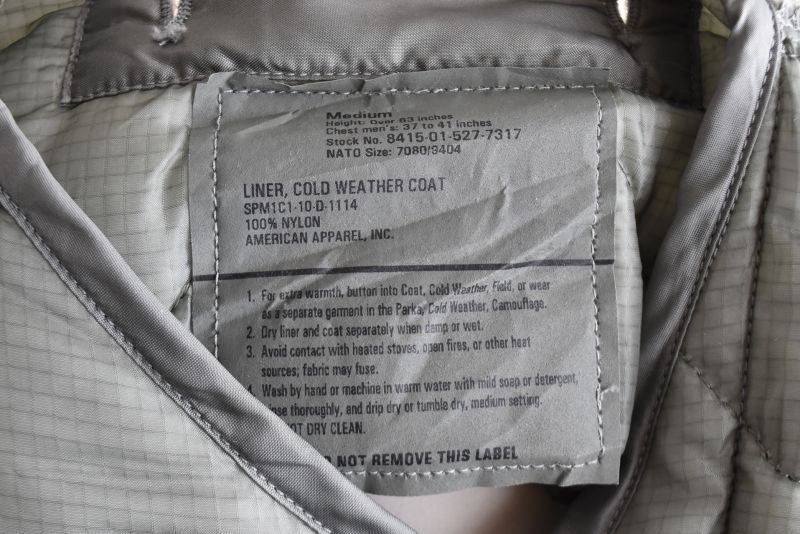 Medium
Height: Over 63 inches
Chest men's: 37 to 41 inches
Stock No. 8415-01-527-7317
NATO Size: 7080/9404
LINER, COLD WEATHER COAT
SPM1C1-10-D-1114
100% NYLON
AMERICAN APPAREL, INC.
1. For extra warmth, button into Coat, Cold Weather, Field, or wear
as a separate garment in the Parka, Cold Weather, Camouflage.
2. Dry liner and coat separately when damp or wet.
3. Avoid contact with heated stoves, open fires, or other heat
sources; fabric may fuse.
4. Wash by hand or machine in warm water with mild soap or detergent,
thoroughly, and drip dry or tumble dry, medium setting.
NOT DRY CLEAN.
NOT REMOVE THIS LABEL